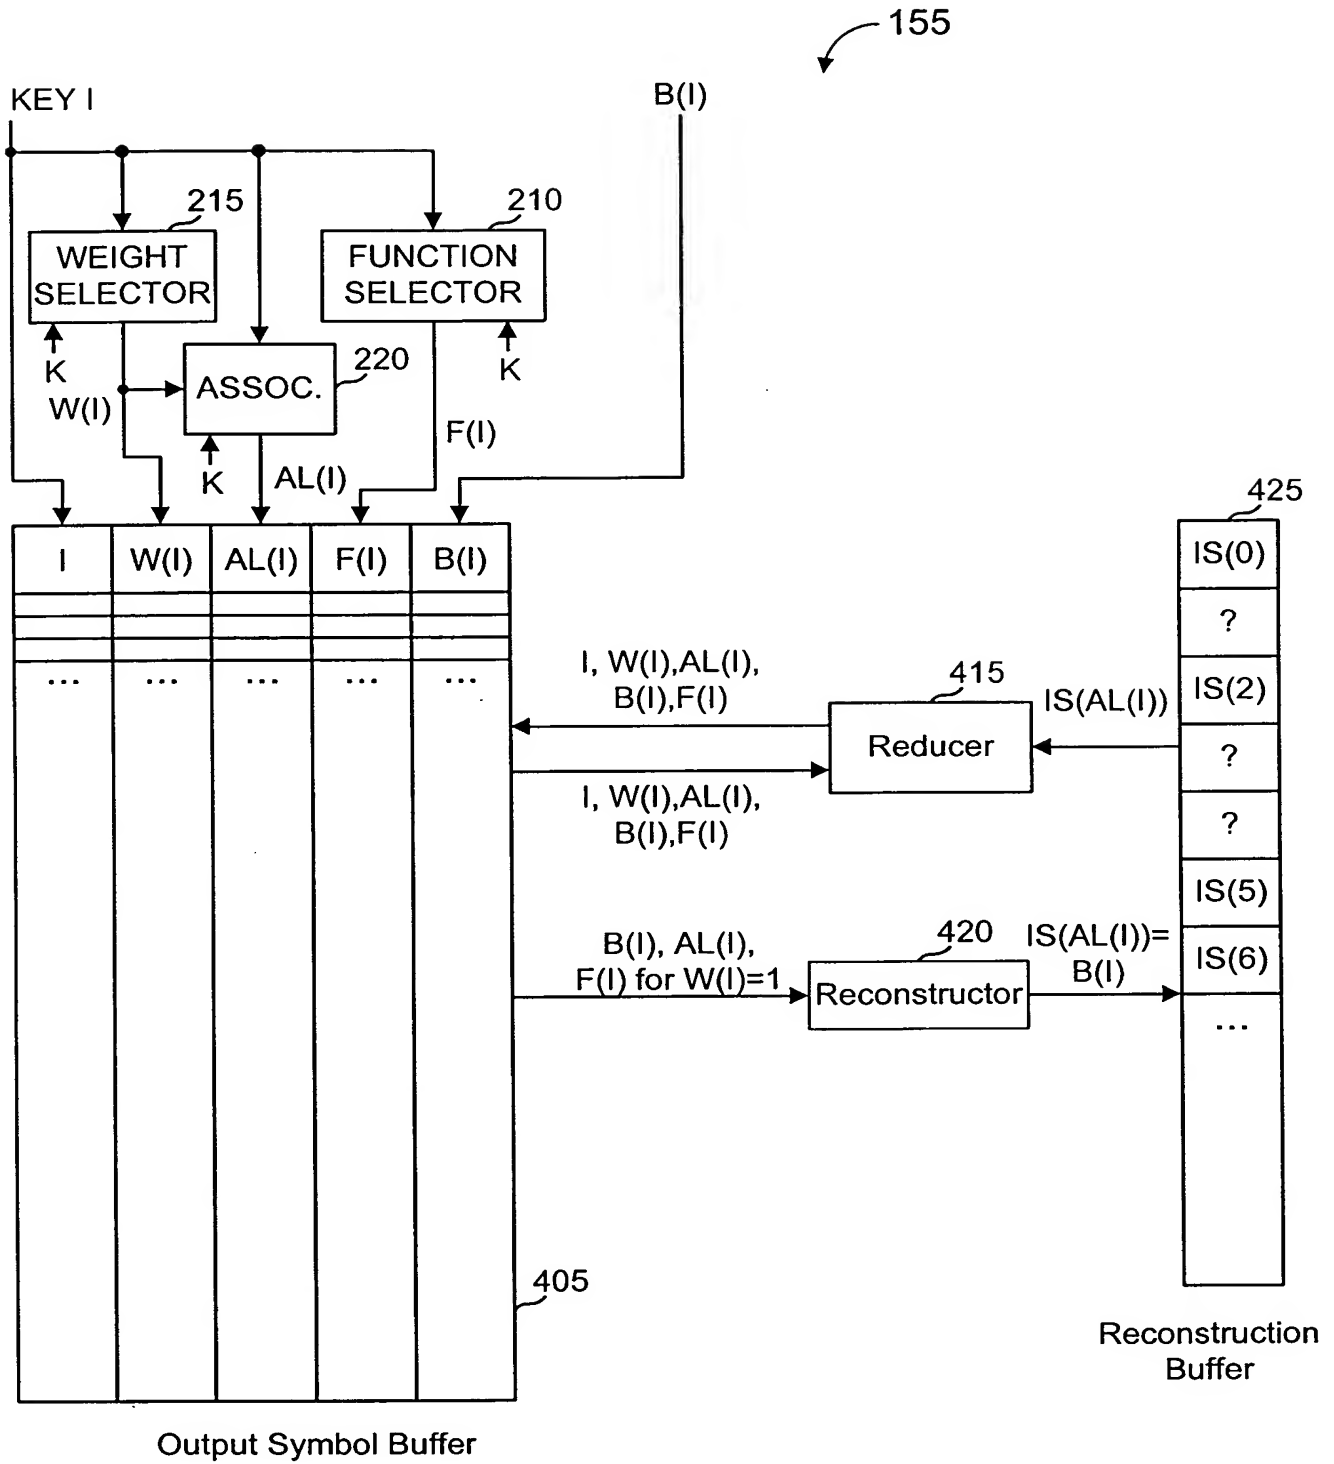 155
KEY I
B(I)
215
210
WEIGHT
SELECTOR
FUNCTION
SELECTOR
K
220
K
ASSOC.
W(I)
F(I)
K
AL(I)
425
I
W(I)
AL(I)
F(I)
B(I)
IS(0)
?
IS(2)
?
?
IS(5)
IS(6)
...
...
...
...
...
...
I, W(I),AL(I),
B(I),F(I)
415
IS(AL(I))
Reducer
I, W(I),AL(I),
B(I),F(I)
B(I), AL(I),
F(I) for W(I)=1
420
IS(AL(I))=
B(I)
Reconstructor
405
Reconstruction
Buffer
Output Symbol Buffer